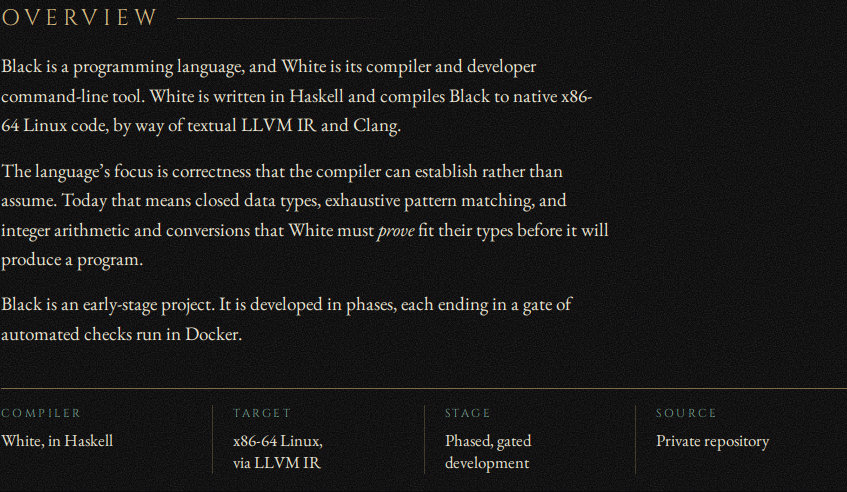 OVERVIEW
Black is a programming language, and White is its compiler and developer
command-line tool. White is written in Haskell and compiles Black to native x86-
64 Linux code, by way of textual LLVM IR and Clang.
The language’s focus is correctness that the compiler can establish rather than
assume. Today that means closed data types, exhaustive pattern matching, and
integer arithmetic and conversions that White must prove fit their types before it will
produce a program.
Black is an early-stage project. It is developed in phases, each ending in a gate of
automated checks run in Docker.
COMPILER
White, in Haskell
TARGET
x86-64 Linux,
via LLVM IR
STAGE
Phased, gated
development
SOURCE
Private repository